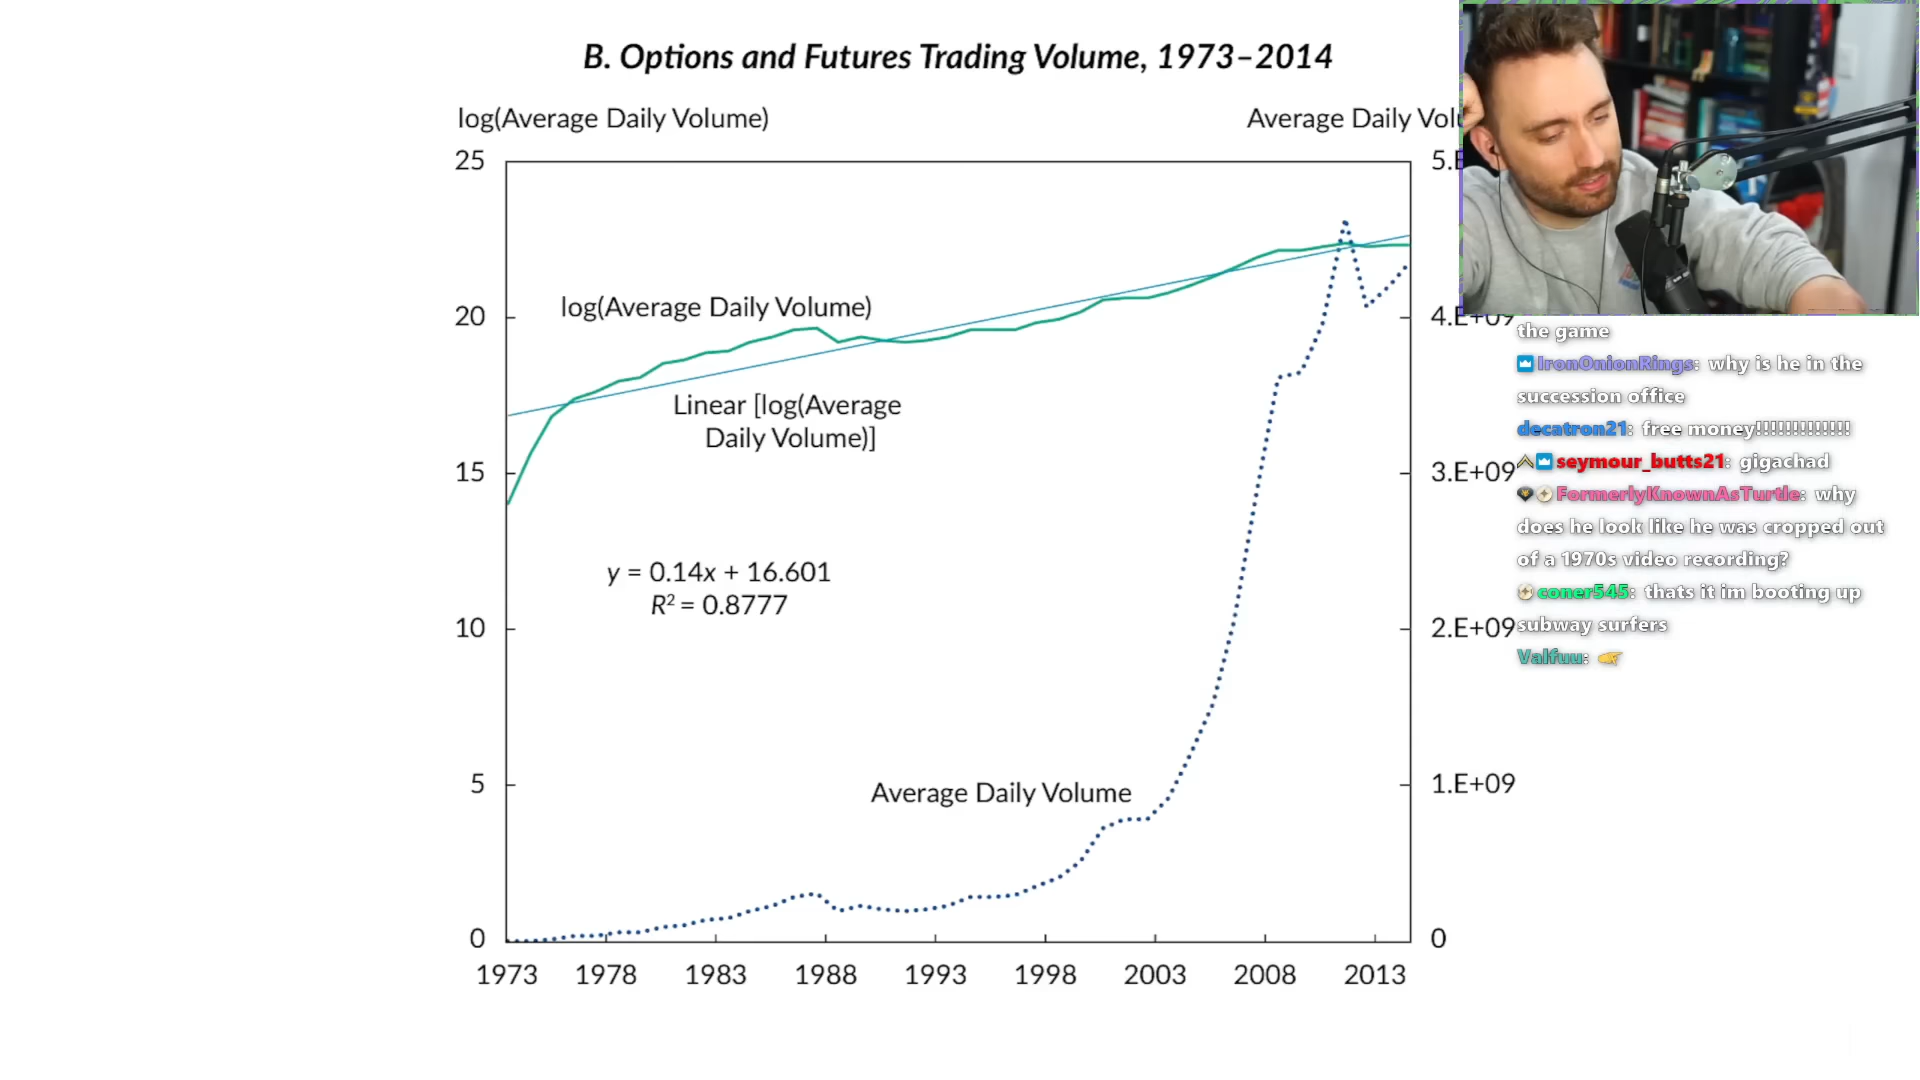 B. Options and Futures Trading Volume, 1973–2014
log(Average Daily Volume)
Average Daily
25
20
15
10
5
0
log(Average Daily Volume)
Linear [log(Average
Daily Volume)]
y = 0.14x + 16.601
R² = 0.8777
Average Daily Volume
4.E+09
3.E+09
2.E+09
1.E+09
0
1973 1978 1983 1988 1993 1998 2003 2008 2013
the game
IronOnionRings: why is he in the
succession office
decatron21: free money!!!!!!!!!!!!!
seymour_butts21: gigachad
FormerlyKnownAsTurtle: why
does he look like he was cropped out
of a 1970s video recording?
coner545: thats it im booting up
subway surfers
Valfuu: